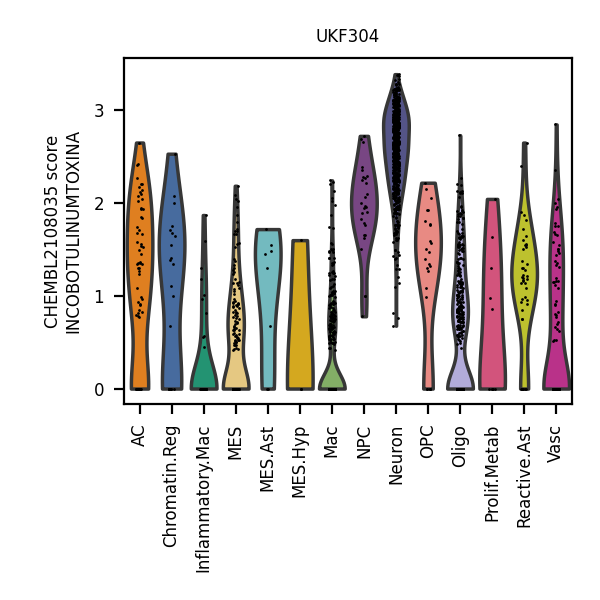 UKF304
CHEMBL2108035 score
INCOBOTULINUMTOXINA
3
2
1
0
AC
Chromatin.Reg
Inflammatory.Mac
MES
MES.Ast
MES.Hyp
Mac
NPC
Neuron
OPC
Oligo
Prolif.Metab
Reactive.Ast
Vasc